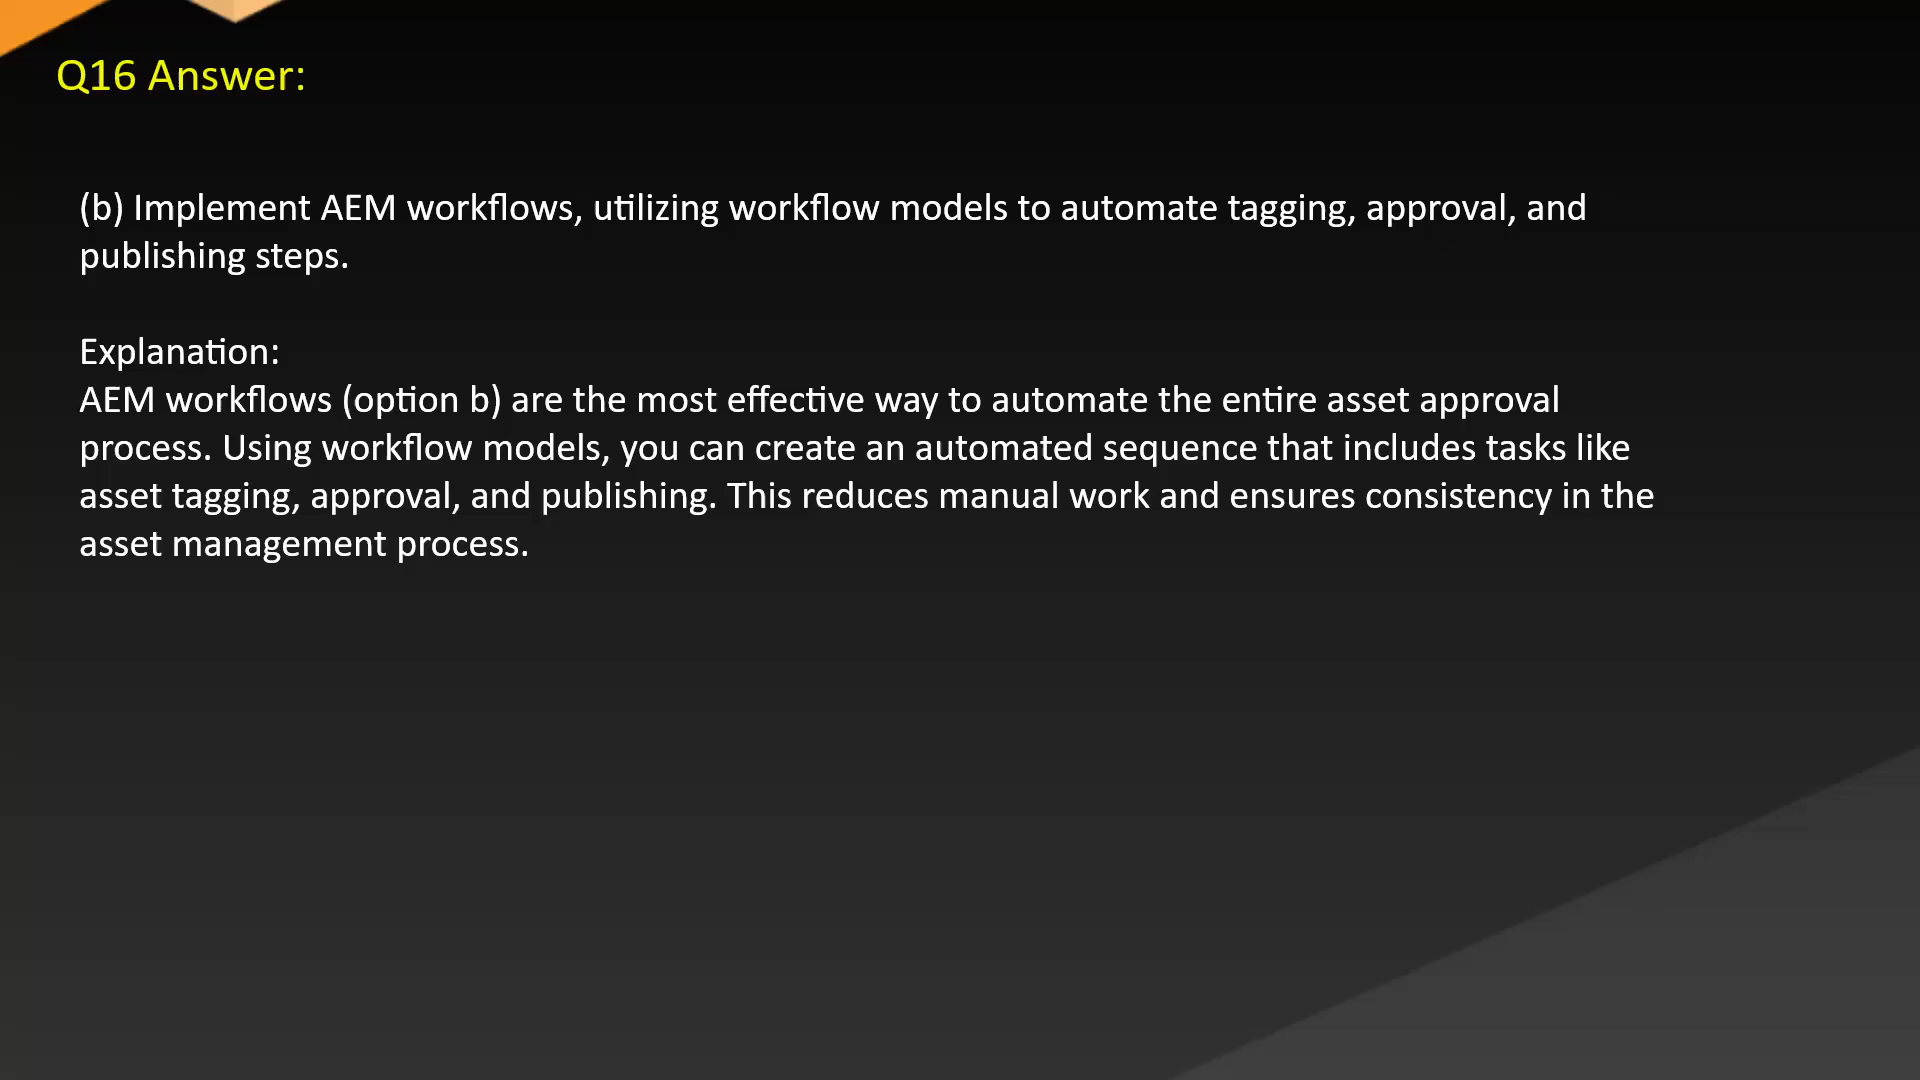 Q16 Answer:
(b) Implement AEM workflows, utilizing workflow models to automate tagging, approval, and
publishing steps.
Explanation:
AEM workflows (option b) are the most effective way to automate the entire asset approval
process. Using workflow models, you can create an automated sequence that includes tasks like
asset tagging, approval, and publishing. This reduces manual work and ensures consistency in the
asset management process.